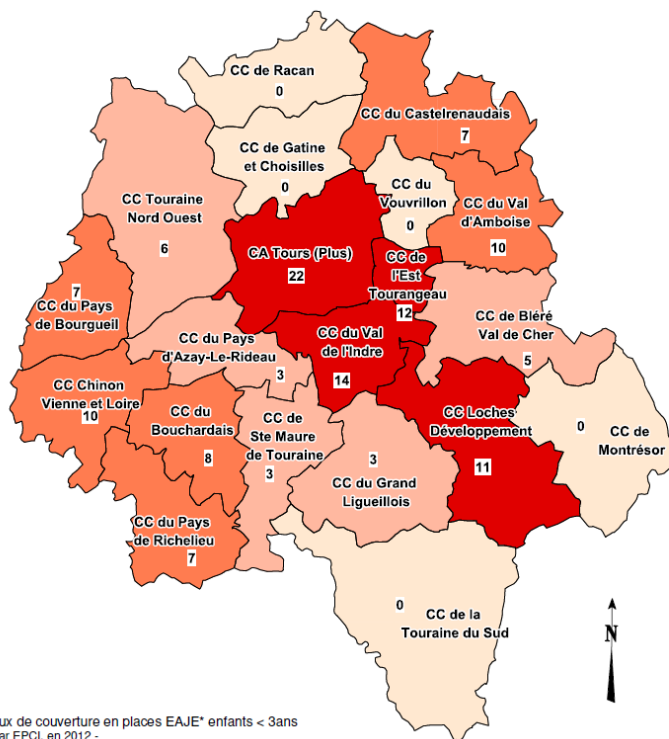 CC de Racan
0
CC du Castelrenaudais
7
CC de Gatine
et Choisilles
0
CC du
Vouvrillon
0
CC du Val
d'Amboise
10
CC Touraine
Nord Ouest
6
CA Tours (Plus)
22
CC de
l'Est
Tourangeau
12
7
CC du Pays
de Bourgueil
CC de Bléré
Val de Cher
5
CC du Pays
d'Azay-Le-Rideau
3
CC du Val
de l'Indre
14
CC Chinon
Vienne et Loire
10
CC du
Bouchardais
8
CC de
Ste Maure
de Touraine
3
3
CC du Grand
Ligueillois
CC Loches
Développement
11
0
CC de
Montrésor
CC du Pays
de Richelieu
7
0
CC de la
Touraine du Sud
N
ux de couverture en places EAJE* enfants < 3ans
ar EPCI, en 2012 -